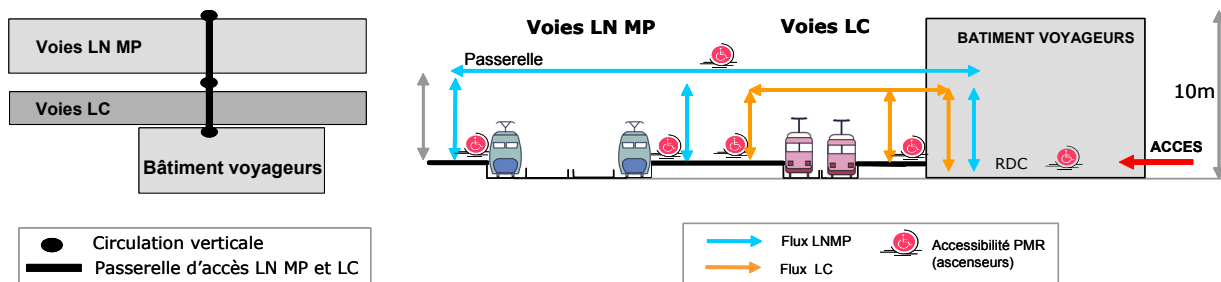 Voies LN MP
Voies LC
Bâtiment voyageurs
Circulation verticale
Passerelle d'accès LN MP et LC
Voies LN MP
Voies LC
BATIMENT VOYAGEURS
Passerelle
10m
ACCES
RDC
Flux LNMP
Flux LC
Accessibilité PMR
(ascenseurs)